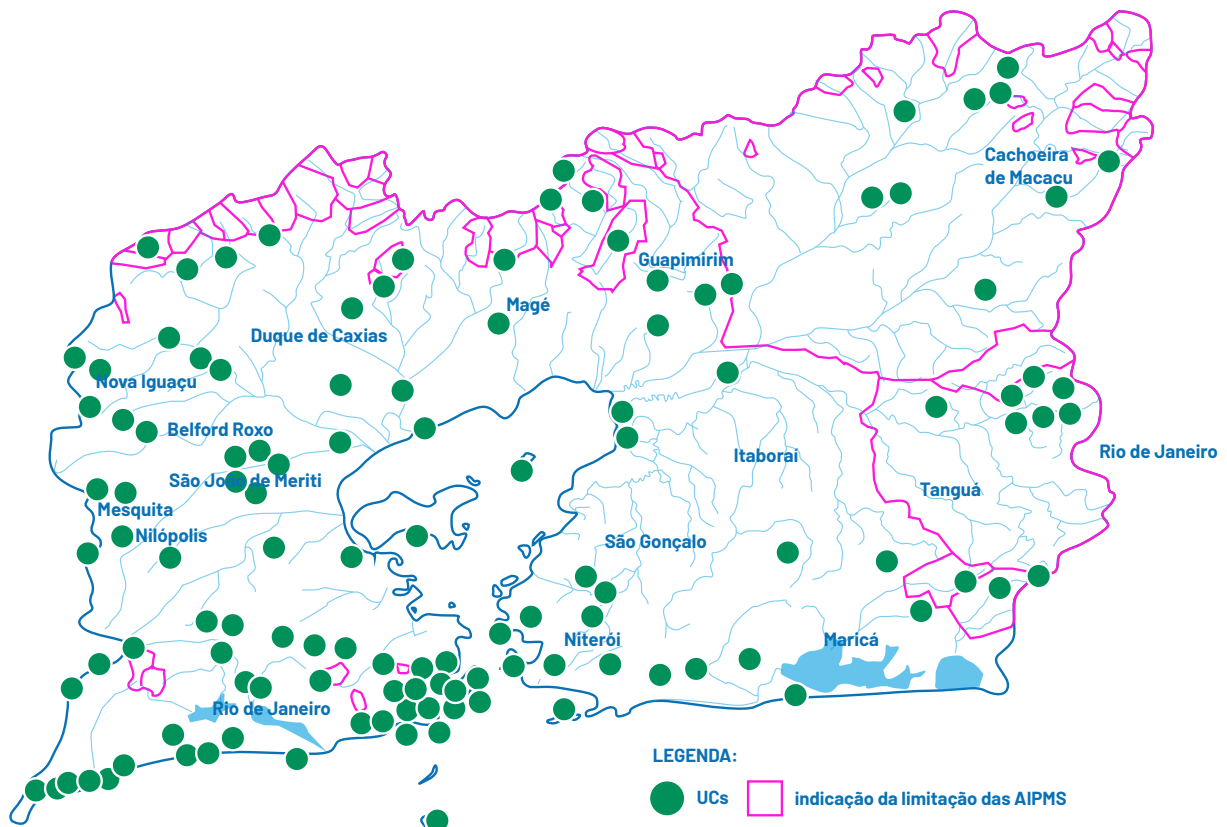 Cachoeira
de Macacu
Guapimirim
Magé
Duque de Caxias
Nova Iguaçu
Belford Roxo
Itaboraí
Rio de Janeiro
São João de Meriti
Tanguá
Mesquita
Nilópolis
São Gonçalo
Niterói
Maricá
Rio de Janeiro
LEGENDA:
UCs
indicação da limitação das AIPMS